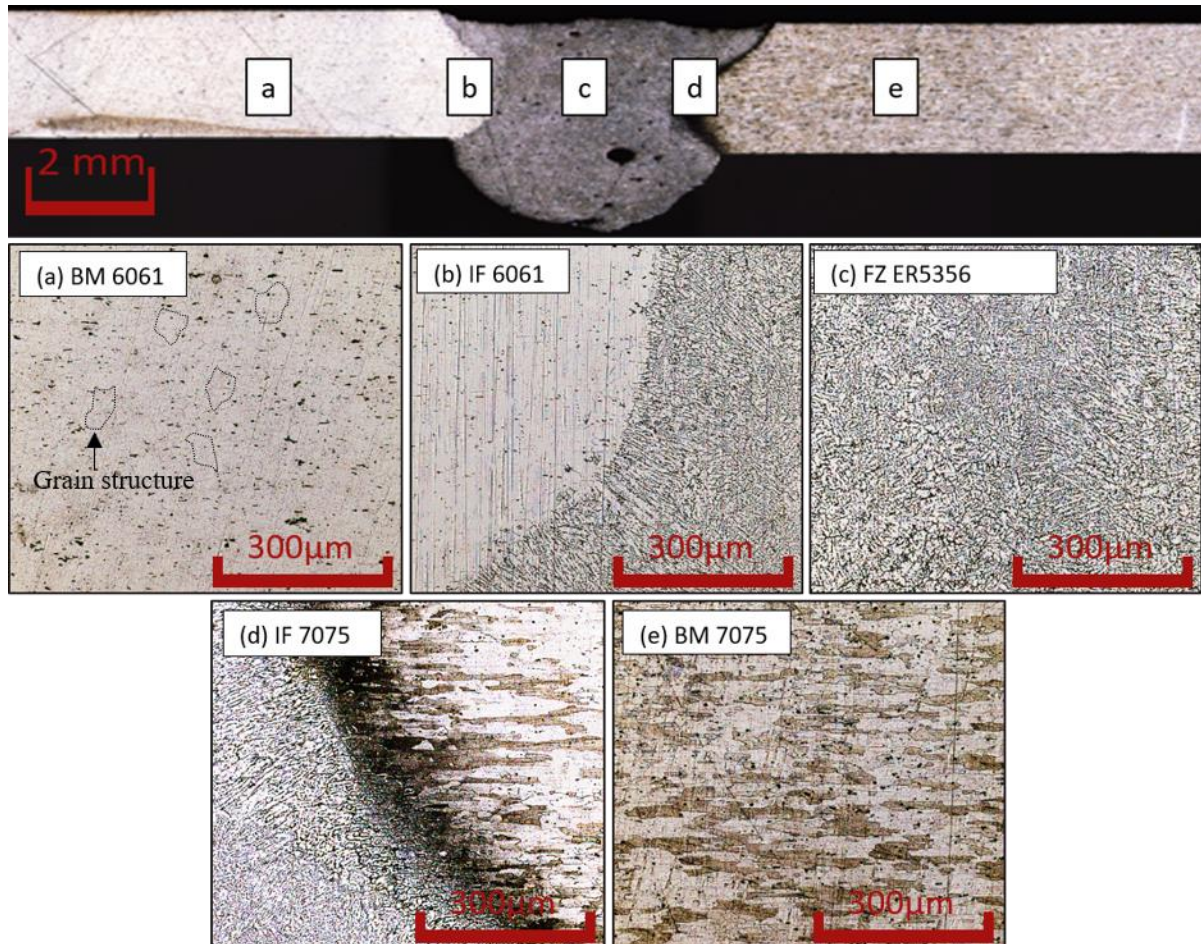 a
b
c
d
e
2 mm
(a) BM 6061
Grain structure
300μm
(b) IF 6061
300μm
(c) FZ ER5356
300μm
(d) IF 7075
300μm
(e) BM 7075
300μm